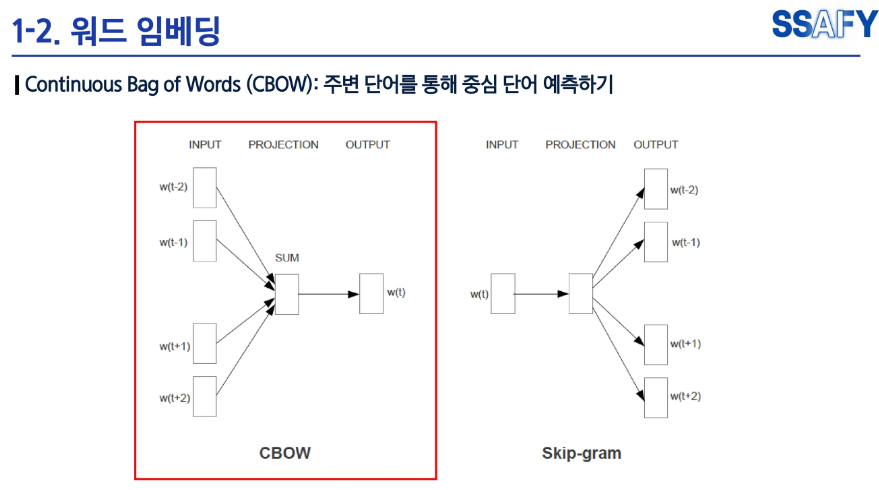 1-2. 워드 임베딩
SSAFY
Continuous Bag of Words (CBOW): 주변 단어를 통해 중심 단어 예측하기
INPUT PROJECTION OUTPUT
w(t-2)
w(t-1)
SUM
w(t)
w(t+1)
w(t+2)
CBOW
INPUT PROJECTION OUTPUT
w(t-2)
w(t-1)
w(t)
w(t+1)
w(t+2)
Skip-gram